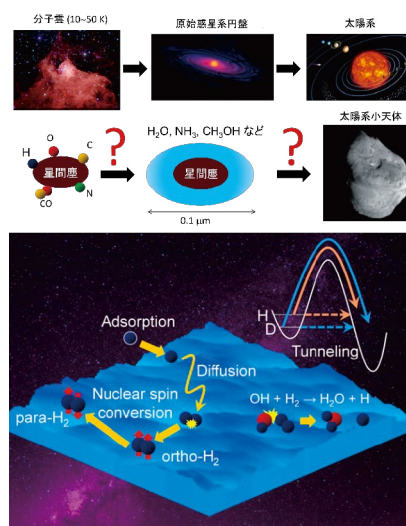 分子雲 (10~50 K)
原始惑星系円盤
太陽系
太陽系小天体
H
O
C
星間塵
CO
N
?
H₂O, NH₃, CH₃OH など
星間塵
0.1 μm
?
Adsorption
Diffusion
Nuclear spin
conversion
para-H₂
ortho-H₂
H
D
Tunneling
OH + H₂ → H₂O + H